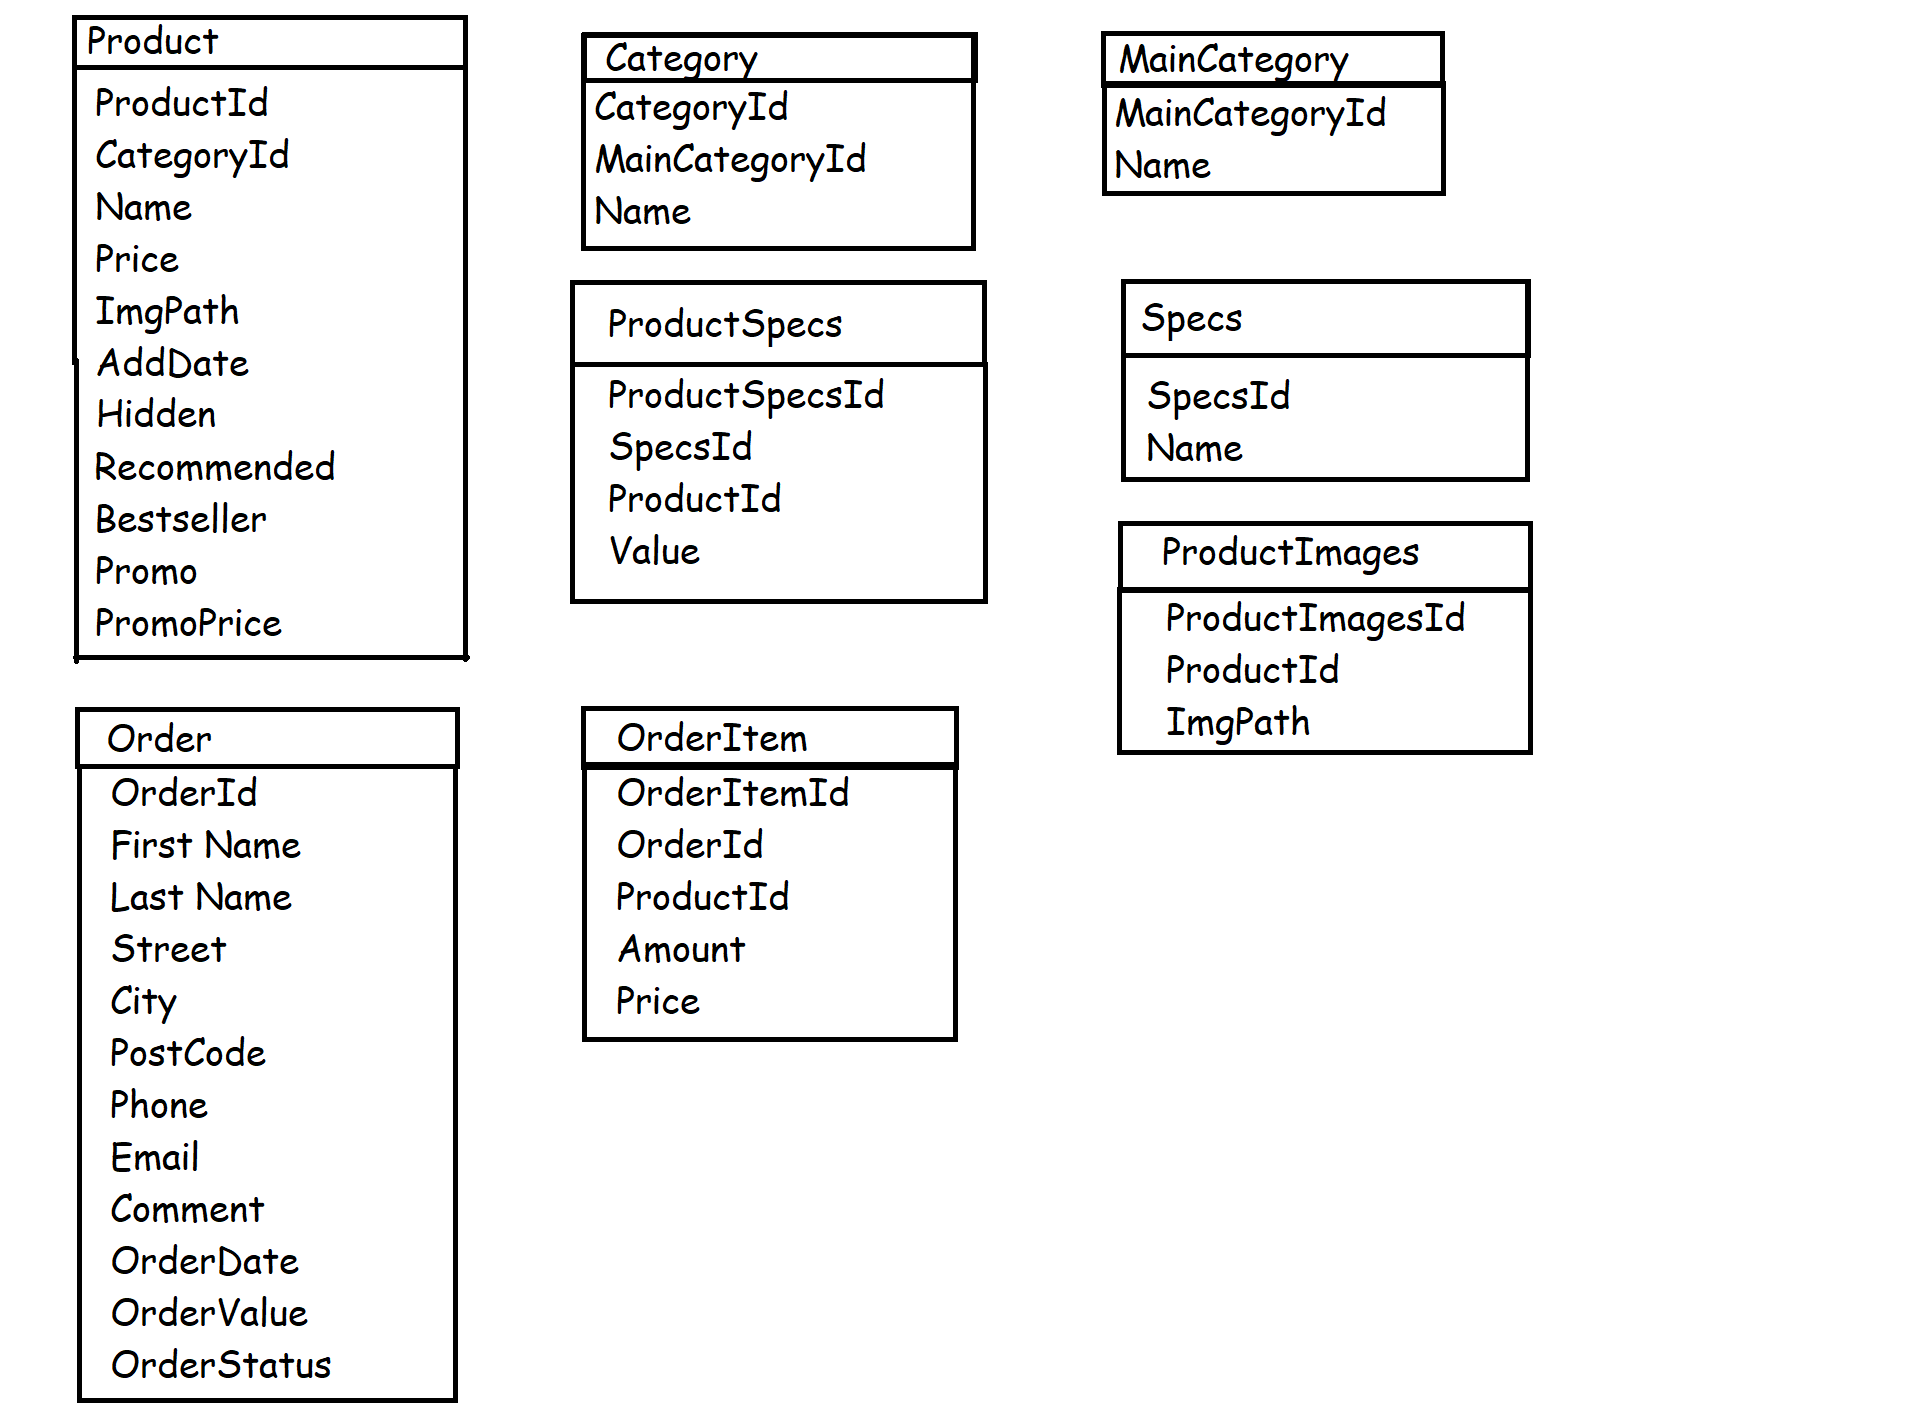 Product
ProductId
CategoryId
Name
Price
ImgPath
AddDate
Hidden
Recommended
Bestseller
Promo
PromoPrice
Category
CategoryId
MainCategoryId
Name
MainCategory
MainCategoryId
Name
ProductSpecs
ProductSpecsId
SpecsId
ProductId
Value
Specs
SpecsId
Name
ProductImages
ProductImagesId
ProductId
ImgPath
Order
OrderId
First Name
Last Name
Street
City
PostCode
Phone
Email
Comment
OrderDate
OrderValue
OrderStatus
OrderItem
OrderItemId
OrderId
ProductId
Amount
Price